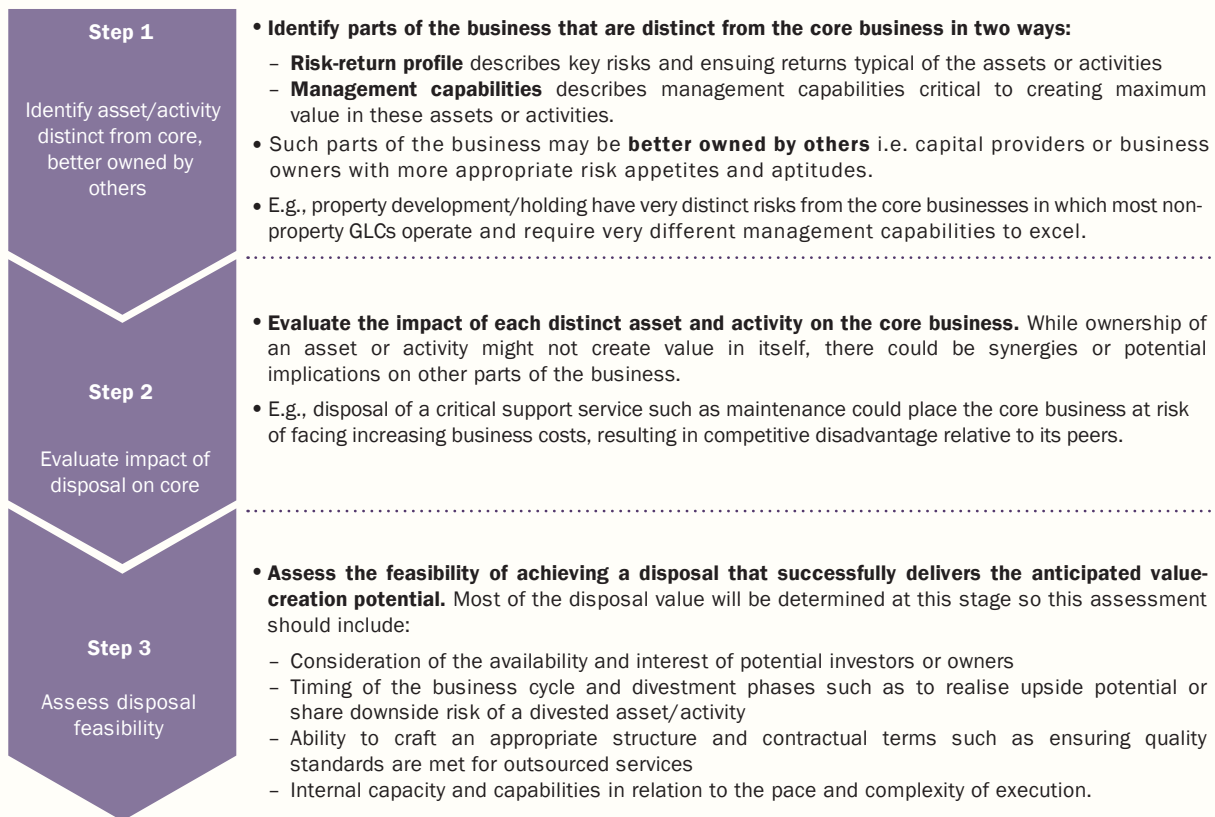 Step 1
Identify asset/activity
distinct from core,
better owned by
others
• Identify parts of the business that are distinct from the core business in two ways:
– Risk-return profile describes key risks and ensuing returns typical of the assets or activities
– Management capabilities describes management capabilities critical to creating maximum
value in these assets or activities.
• Such parts of the business may be better owned by others i.e. capital providers or business
owners with more appropriate risk appetites and aptitudes.
• E.g., property development/holding have very distinct risks from the core businesses in which most non-
property GLCs operate and require very different management capabilities to excel.
Step 2
Evaluate impact of
disposal on core
• Evaluate the impact of each distinct asset and activity on the core business. While ownership of
an asset or activity might not create value in itself, there could be synergies or potential
implications on other parts of the business.
• E.g., disposal of a critical support service such as maintenance could place the core business at risk
of facing increasing business costs, resulting in competitive disadvantage relative to its peers.
Step 3
Assess disposal
feasibility
• Assess the feasibility of achieving a disposal that successfully delivers the anticipated value-
creation potential. Most of the disposal value will be determined at this stage so this assessment
should include:
– Consideration of the availability and interest of potential investors or owners
– Timing of the business cycle and divestment phases such as to realise upside potential or
share downside risk of a divested asset/activity
– Ability to craft an appropriate structure and contractual terms such as ensuring quality
standards are met for outsourced services
– Internal capacity and capabilities in relation to the pace and complexity of execution.